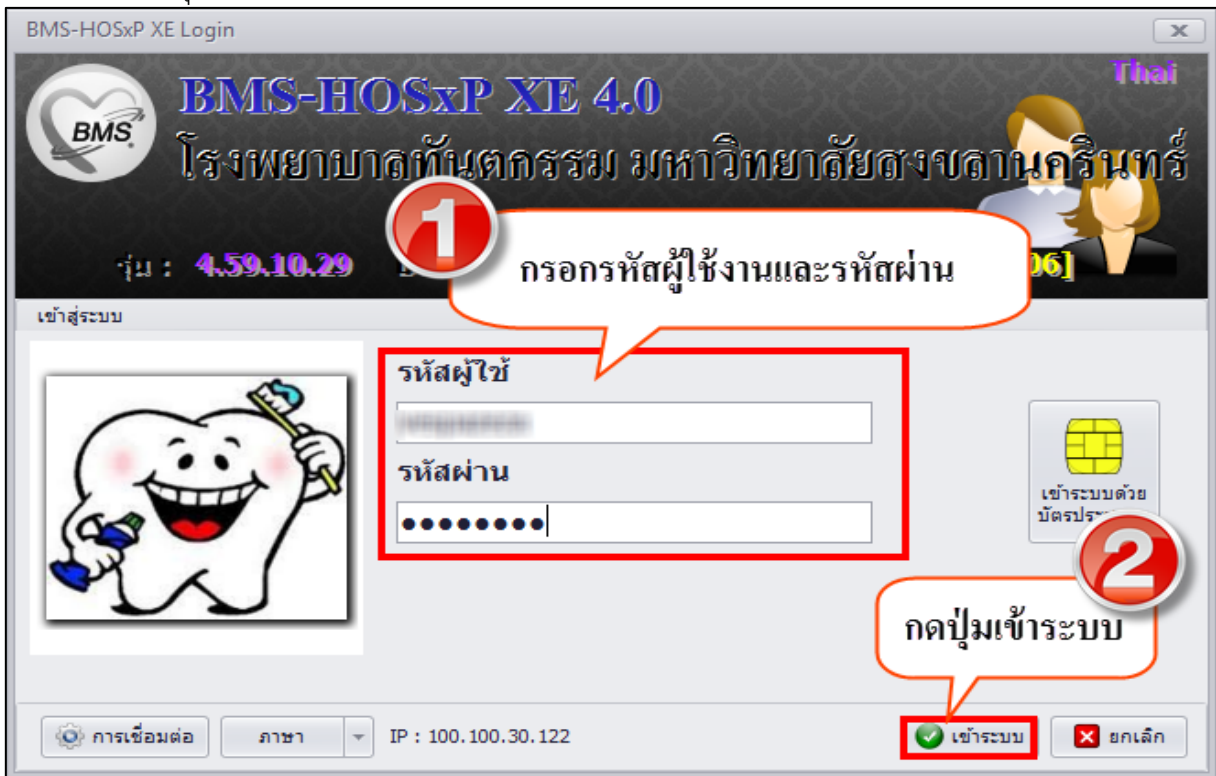 BMS-HOSxP XE Login
Thai
BMS-HOSxP XE 4.0
BMS
โรงพยาบาลทันตกรรม มหาวิทยาลัยสงขลานครินทร์
1
กรอกรหัสผู้ใช้งานและรหัสผ่าน
รุ่น : 4.59.10.29
06]
เข้าสู่ระบบ
รหัสผู้ใช้
รหัสผ่าน
เข้าระบบด้วย
2
กดปุ่มเข้าระบบ
การเชื่อมต่อ
ภาษา
IP : 100.100.30.122
เข้าระบบ
ยกเลิก